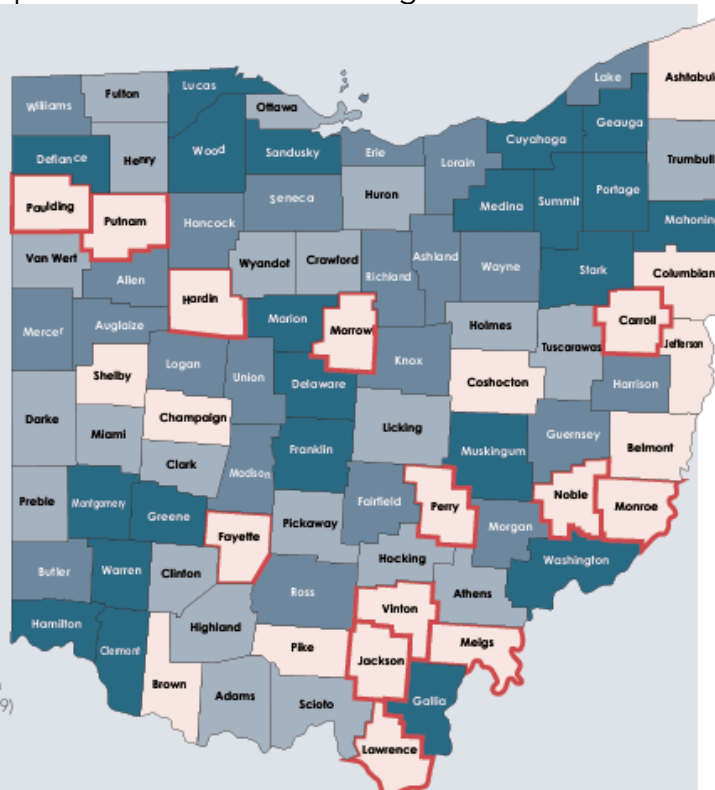 Lake
Ashtabul
Lucas
Fulton
Williams
Ottawa
Geauga
Cuyahoga
Wood
Sandusky
Erie
Defiance
Henry
Lorain
Trumbull
Portage
Huron
Seneca
Summit
Medina
Paulding
Putnam
Hancock
Mahoning
Van Wert
Wyandot
Crawford
Ashland
Wayne
Stark
Columbian
Richland
Allen
Hardin
Marion
Morrow
Holmes
Carroll
Mercer
Auglaize
Tuscarawas
Jefferson
Knox
Logan
Shelby
Union
Delaware
Coshocton
Harrison
Champaign
Darke
Licking
Miami
Guernsey
Franklin
Muskingum
Belmont
Clark
Madison
Preble
Montgomery
Fairfield
Noble
Greene
Perry
Monroe
Pickaway
Morgan
Fayette
Hocking
Washington
Butler
Warren
Clinton
Ross
Athens
Vinton
Hamilton
Highland
Clemont
Pike
Meigs
Jackson
Brown
Adams
Gallia
Scioto
9)
Lawrence